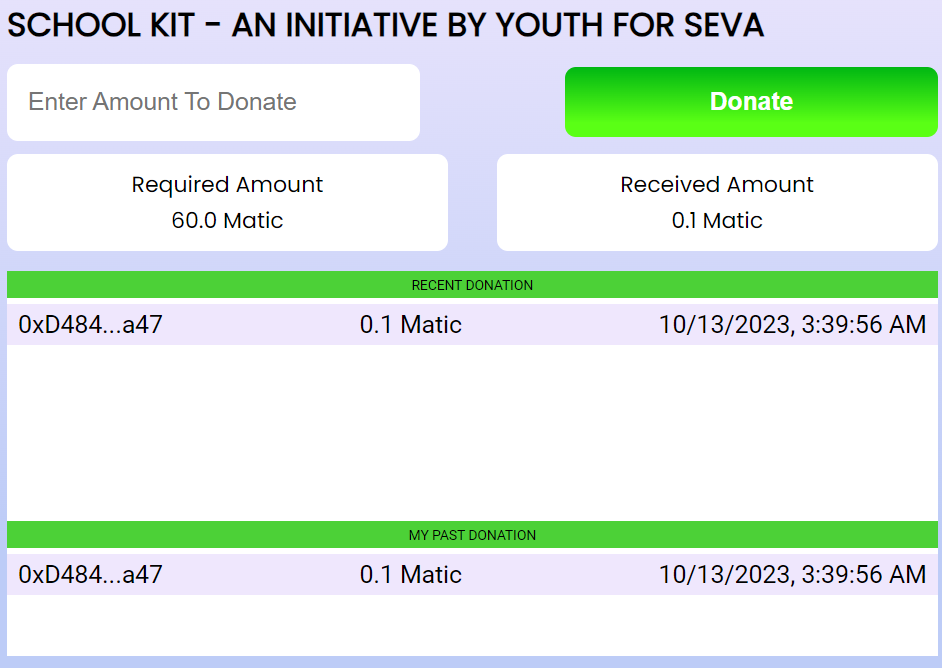 SCHOOL KIT - AN INITIATIVE BY YOUTH FOR SEVA
Enter Amount To Donate
Donate
Required Amount
60.0 Matic
Received Amount
0.1 Matic
RECENT DONATION
0xD484...a47 0.1 Matic 10/13/2023, 3:39:56 AM
MY PAST DONATION
0xD484...a47 0.1 Matic 10/13/2023, 3:39:56 AM